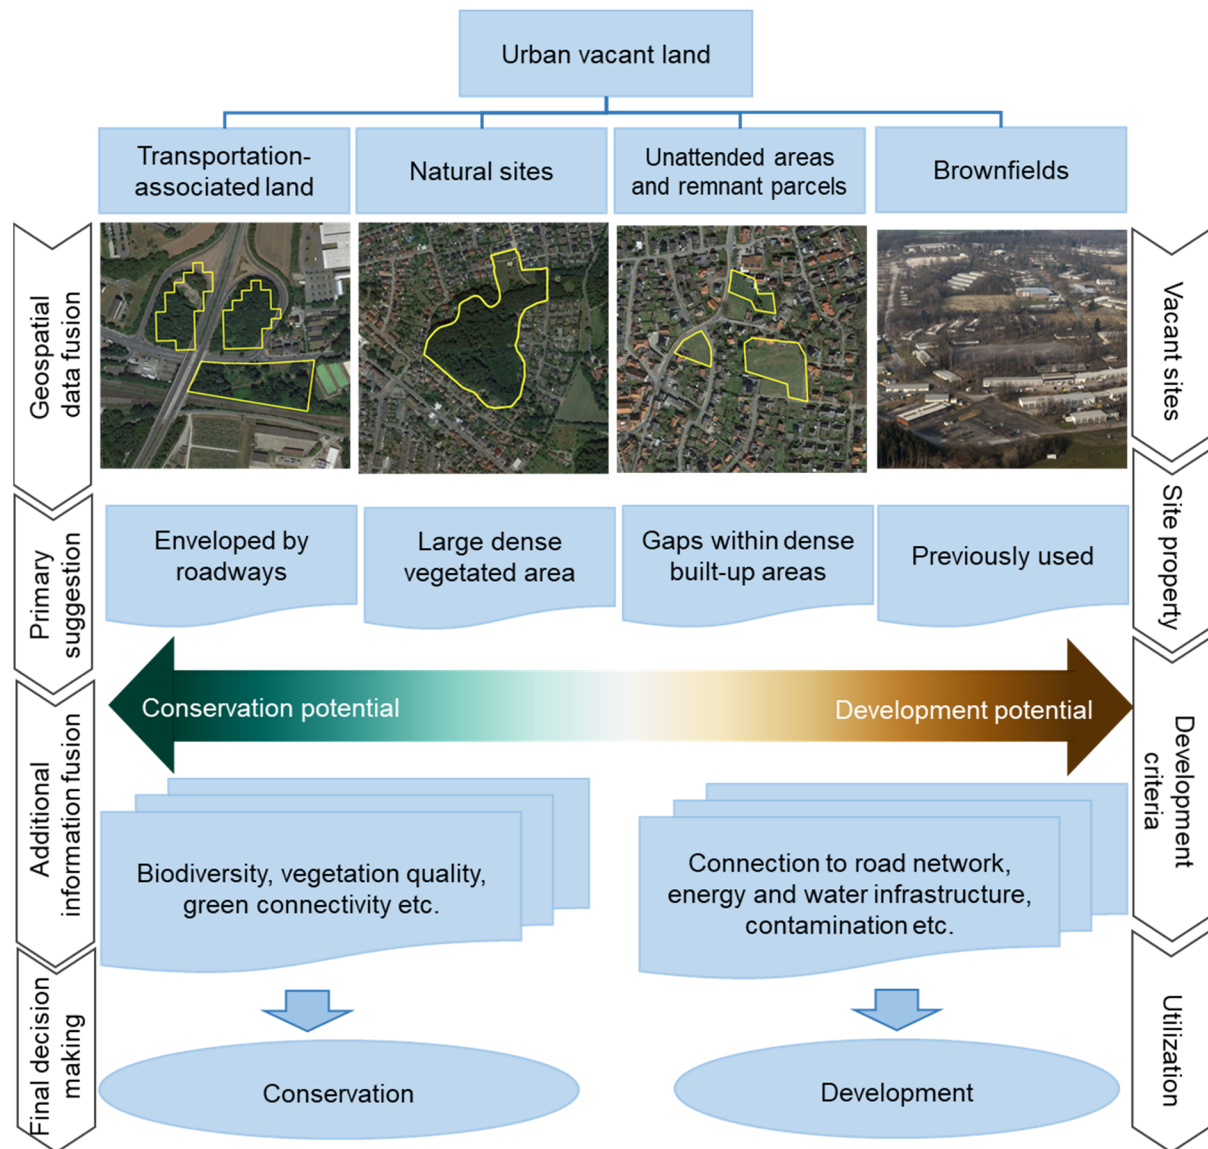 Urban vacant land
Transportation-
associated land
Natural sites
Unattended areas
and remnant parcels
Brownfields
Geospatial
data fusion
Vacant sites
Primary
suggestion
Site property
Enveloped by
roadways
Large dense
vegetated area
Gaps within dense
built-up areas
Previously used
Conservation potential
Development potential
Additional
information fusion
Development
criteria
Biodiversity, vegetation quality,
green connectivity etc.
Connection to road network,
energy and water infrastructure,
contamination etc.
Final decision
making
Utilization
Conservation
Development